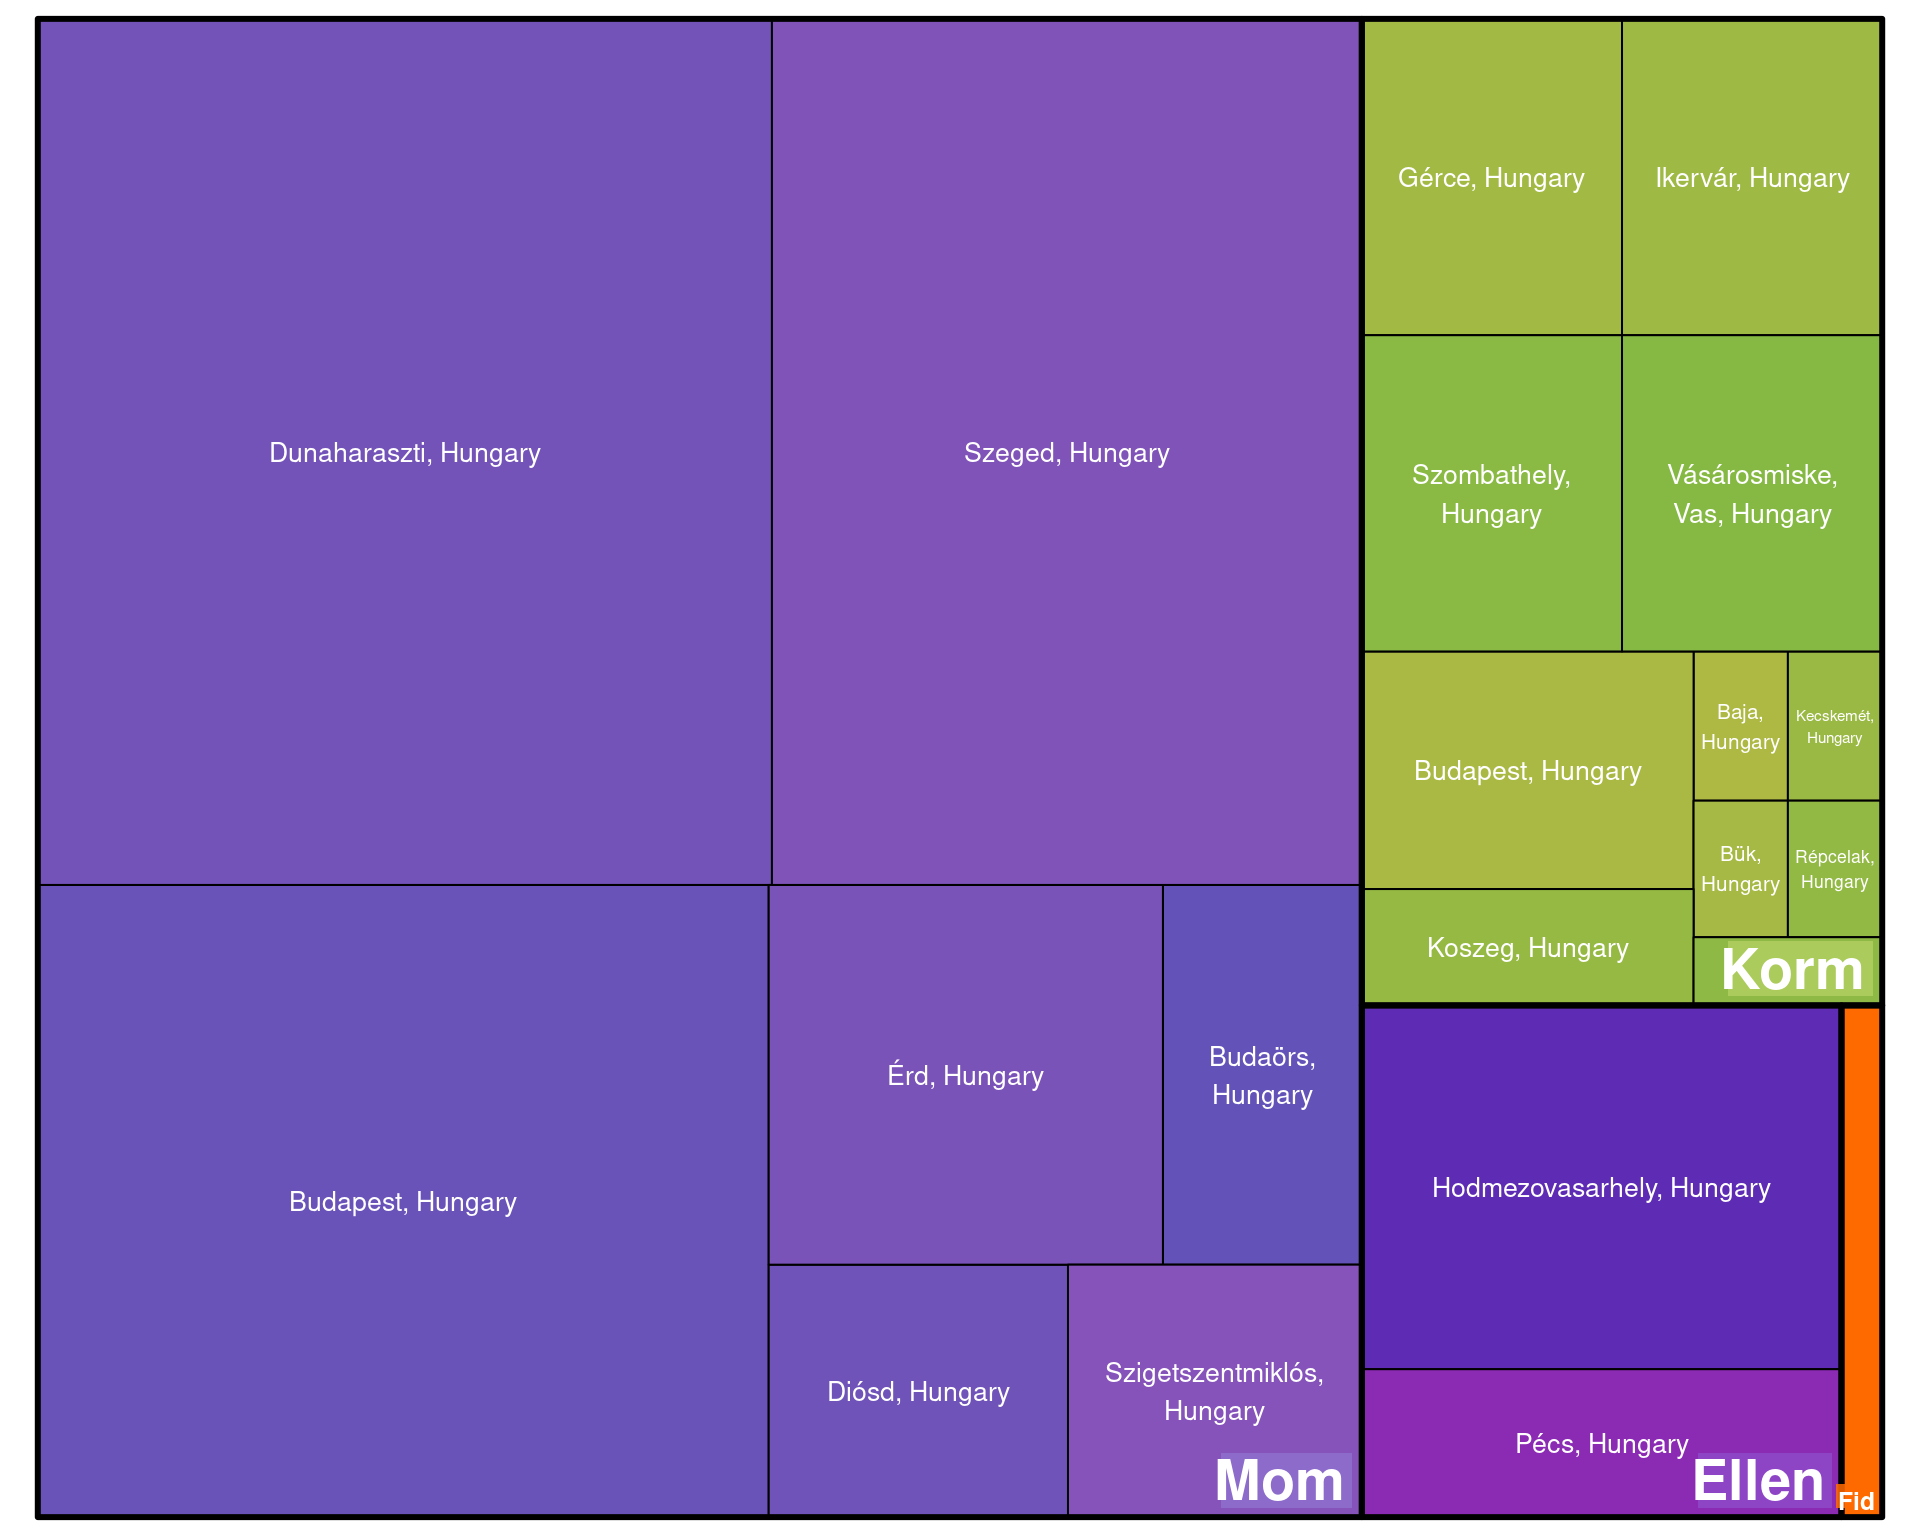 Dunaharaszti, Hungary
Szeged, Hungary
Budapest, Hungary
Érd, Hungary
Budaörs,
Hungary
Diósd, Hungary
Szigetszentmiklós,
Hungary
Mom
Gérce, Hungary
Ikervár, Hungary
Szombathely,
Hungary
Vásárosmiske,
Vas, Hungary
Budapest, Hungary
Baja,
Hungary
Kecskemét,
Hungary
Bük,
Hungary
Répcelak,
Hungary
Koszeg, Hungary
Korm
Hodmezovasarhely, Hungary
Pécs, Hungary
Ellen
Fid